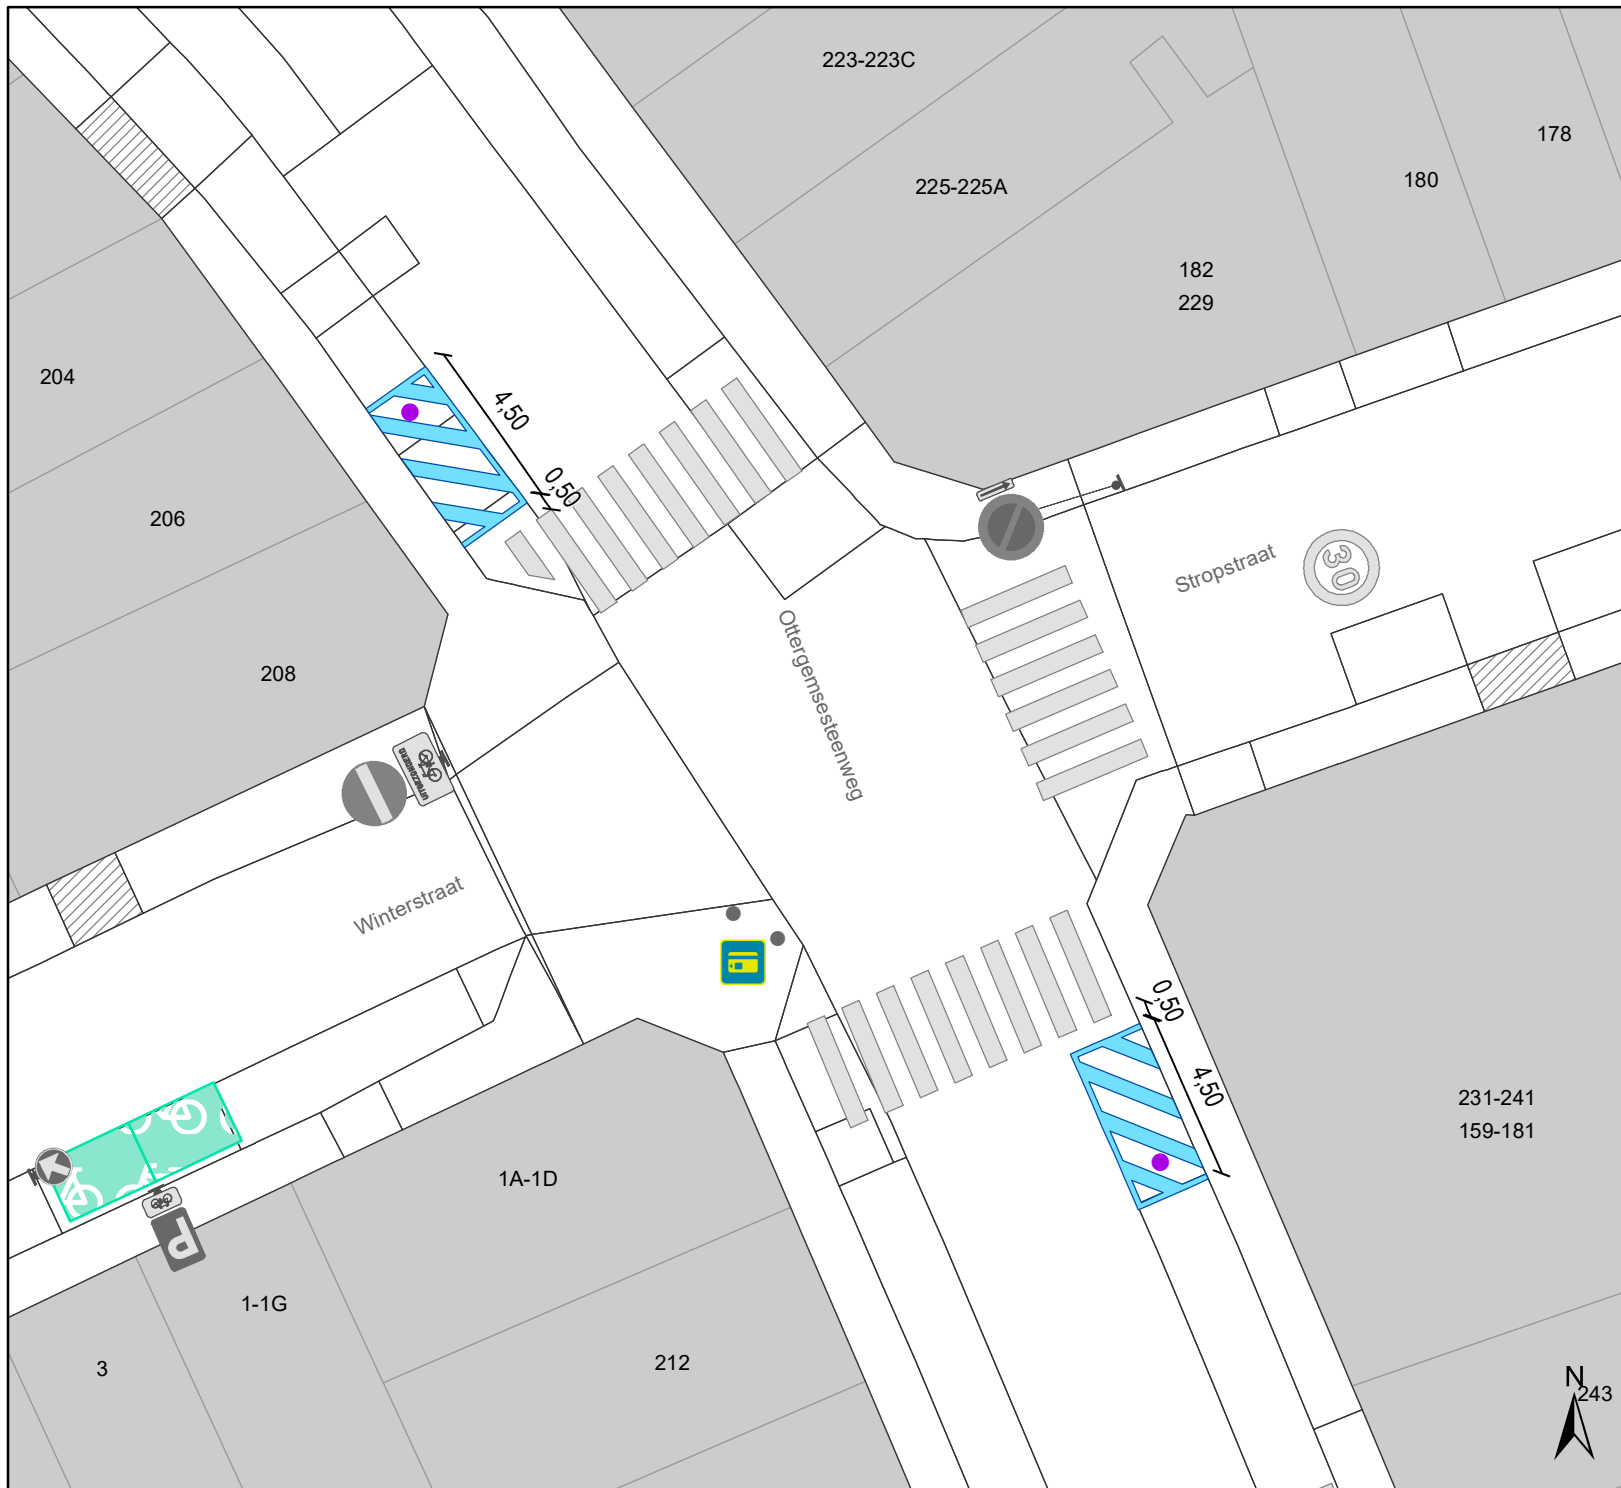 223-223C
178
225-225A
180
182
229
204
4,50
0,50
206
Stropstraat
30
Ottergemsesteenweg
208
UITGEZONDERD
Winterstraat
0,50
4,50
231-241
159-181
1A-1D
P
1-1G
3
212
N
243